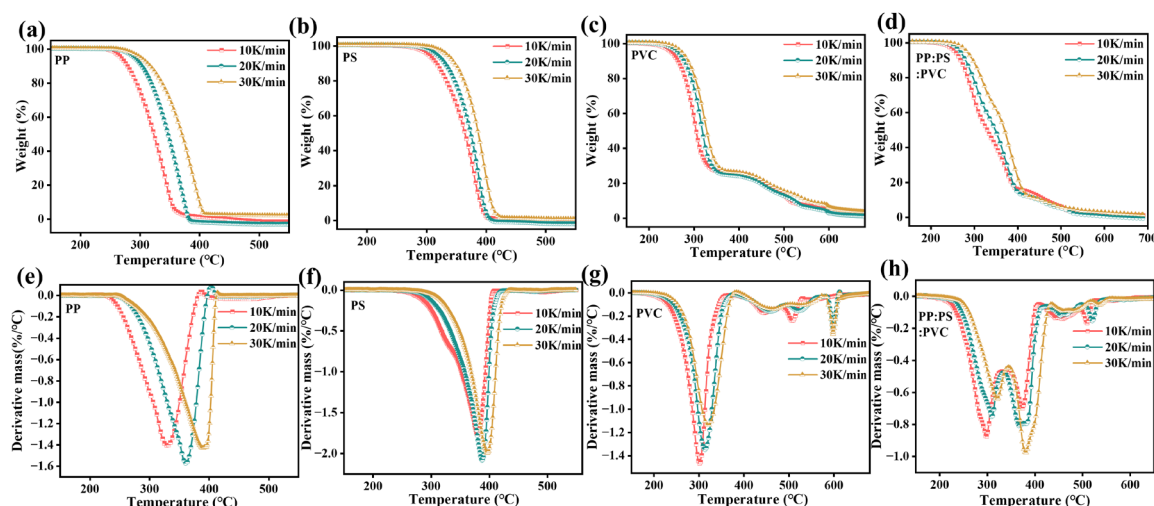 (a)
100
80
60
40
20
0
Weight (%)
PP
10K/min
20K/min
30K/min
200
300
400
500
Temperature (℃)
(b)
100
80
60
40
20
0
Weight (%)
PS
10K/min
20K/min
30K/min
200
300
400
500
Temperature (℃)
(c)
100
80
60
40
20
0
Weight (%)
PVC
10K/min
20K/min
30K/min
200
300
400
500
600
Temperature (℃)
(d)
100
80
60
40
20
0
Weight (%)
PP:PS
:PVC
10K/min
20K/min
30K/min
200
300
400
500
600
700
Temperature (℃)
(e)
0.0
-0.2
-0.4
-0.6
-0.8
-1.0
-1.2
-1.4
-1.6
Derivative mass(%/℃)
PP
10K/min
20K/min
30K/min
200
300
400
500
Temperature (℃)
(f)
0.0
-0.5
-1.0
-1.5
-2.0
Derivative mass (%/℃)
PS
10K/min
20K/min
30K/min
200
300
400
500
Temperature (℃)
(g)
0.0
-0.2
-0.4
-0.6
-0.8
-1.0
-1.2
-1.4
Derivative mass (%/℃)
PVC
10K/min
20K/min
30K/min
200
300
400
500
600
Temperature (℃)
(h)
0.0
-0.2
-0.4
-0.6
-0.8
-1.0
Derivative mass (%/℃)
PP:PS
:PVC
10K/min
20K/min
30K/min
200
300
400
500
600
Temperature (℃)